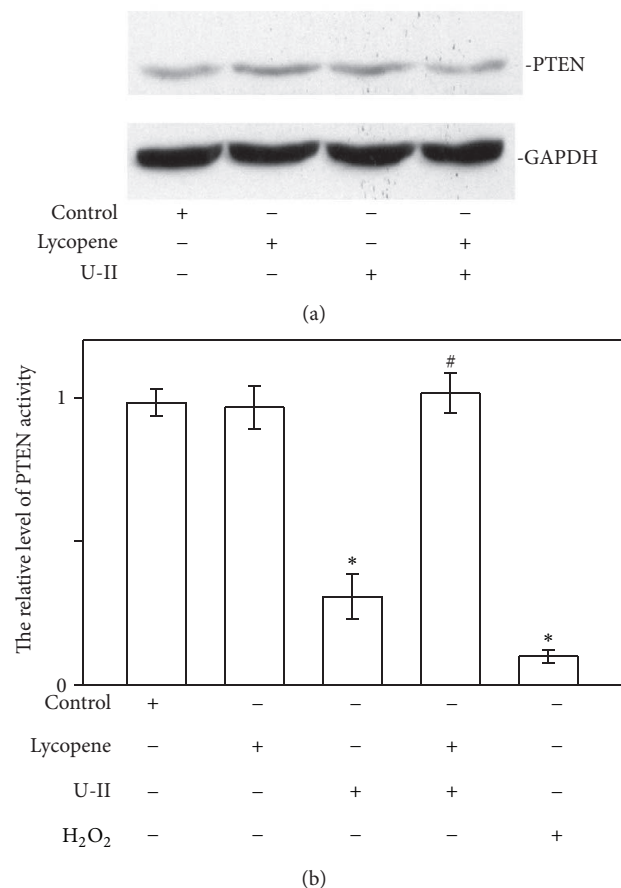 -PTEN
-GAPDH
Control + − − −
Lycopene − + − +
U-II − − + +
(a)
The relative level of PTEN activity
1
0
#
*
*
Control + − − − −
Lycopene − + − + −
U-II − − + + −
H₂O₂ − − − − +
(b)